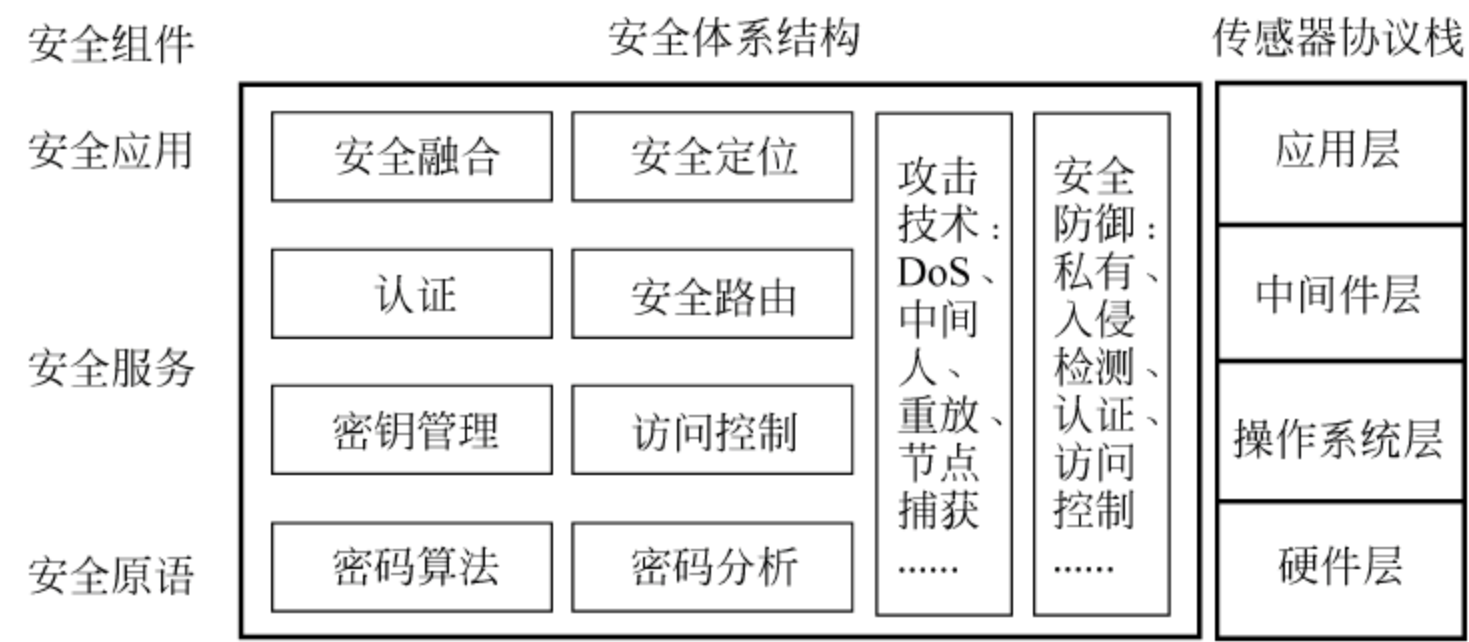 安全组件
安全体系结构
传感器协议栈
安全应用
安全融合
安全定位
认证
安全路由
安全服务
密钥管理
访问控制
安全原语
密码算法
密码分析
攻击
技术：
DoS、
中间
人、
重放、
节点
捕获
……
安全
防御：
私有、
入侵
检测、
认证、
访问
控制
……
应用层
中间件层
操作系统层
硬件层